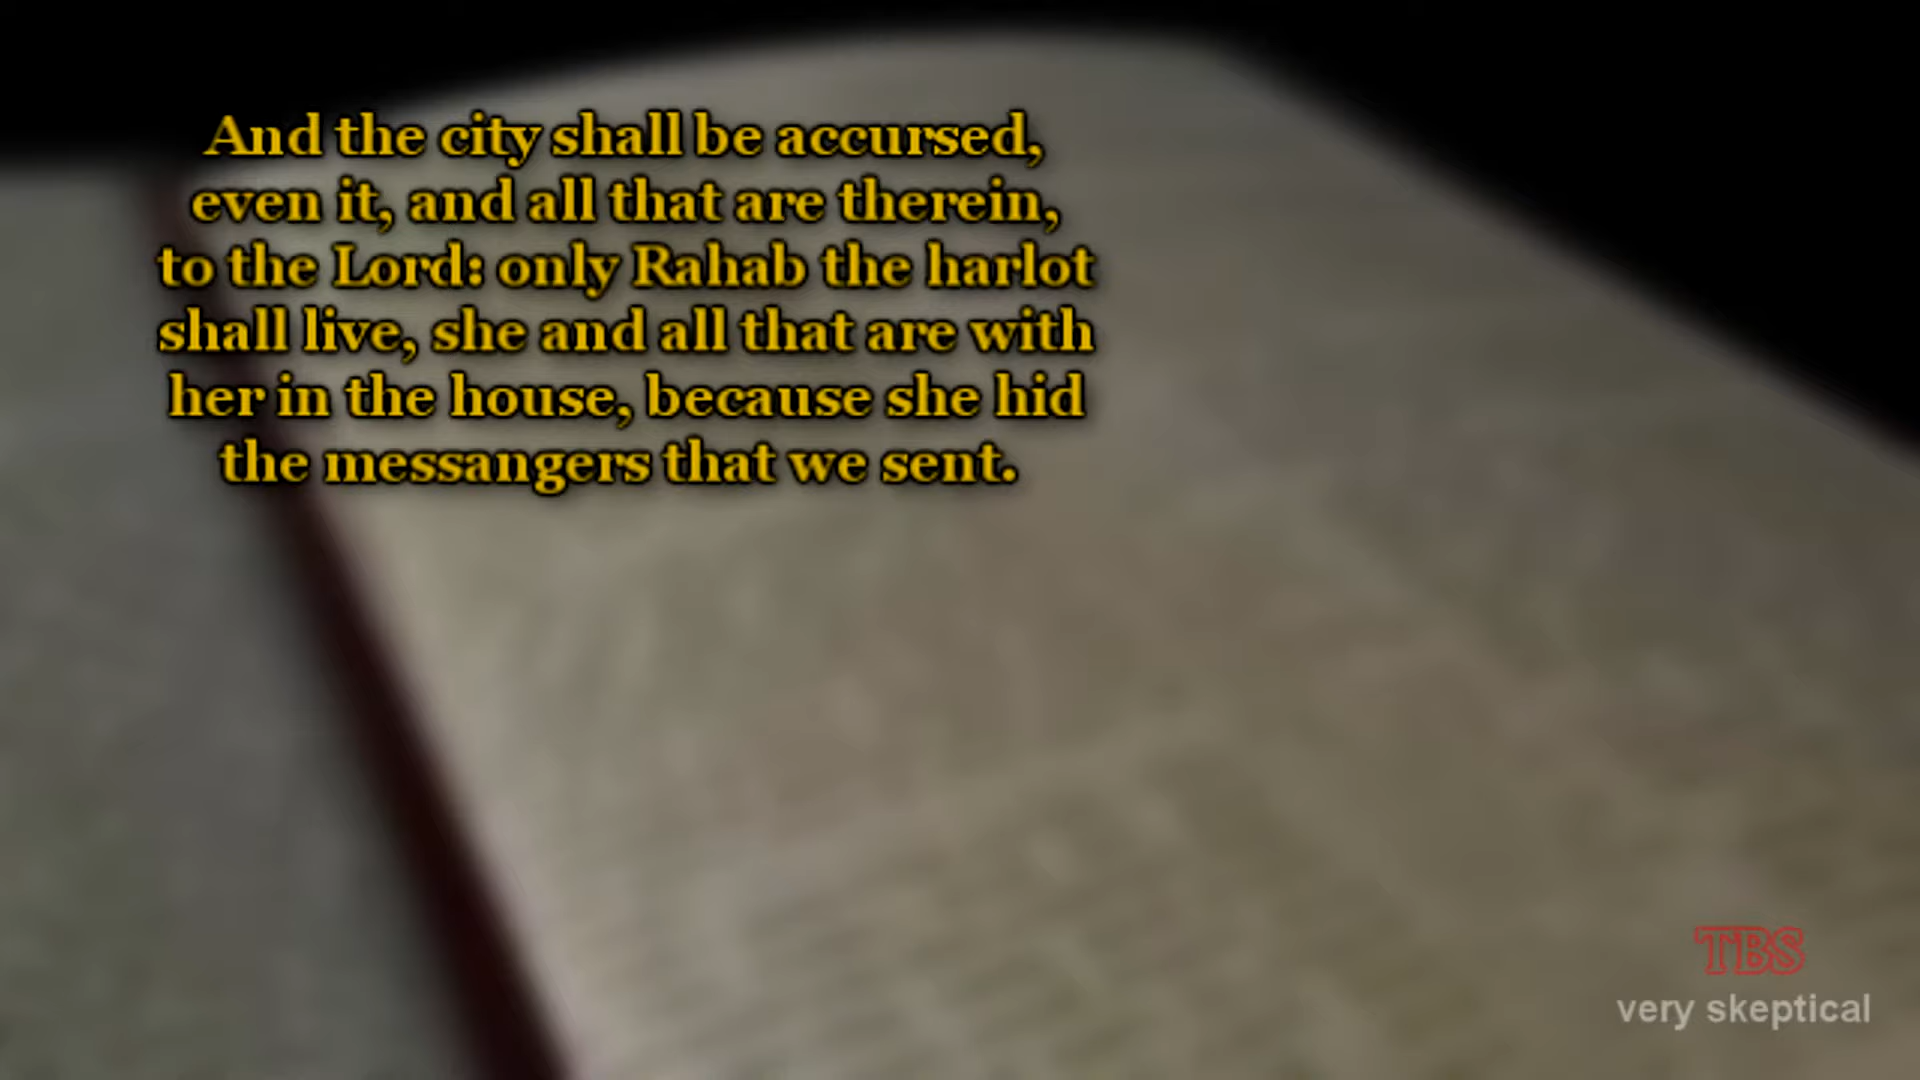 And the city shall be accursed,
even it, and all that are therein,
to the Lord: only Rahab the harlot
shall live, she and all that are with
her in the house, because she hid
the messangers that we sent.
TBS
very skeptical